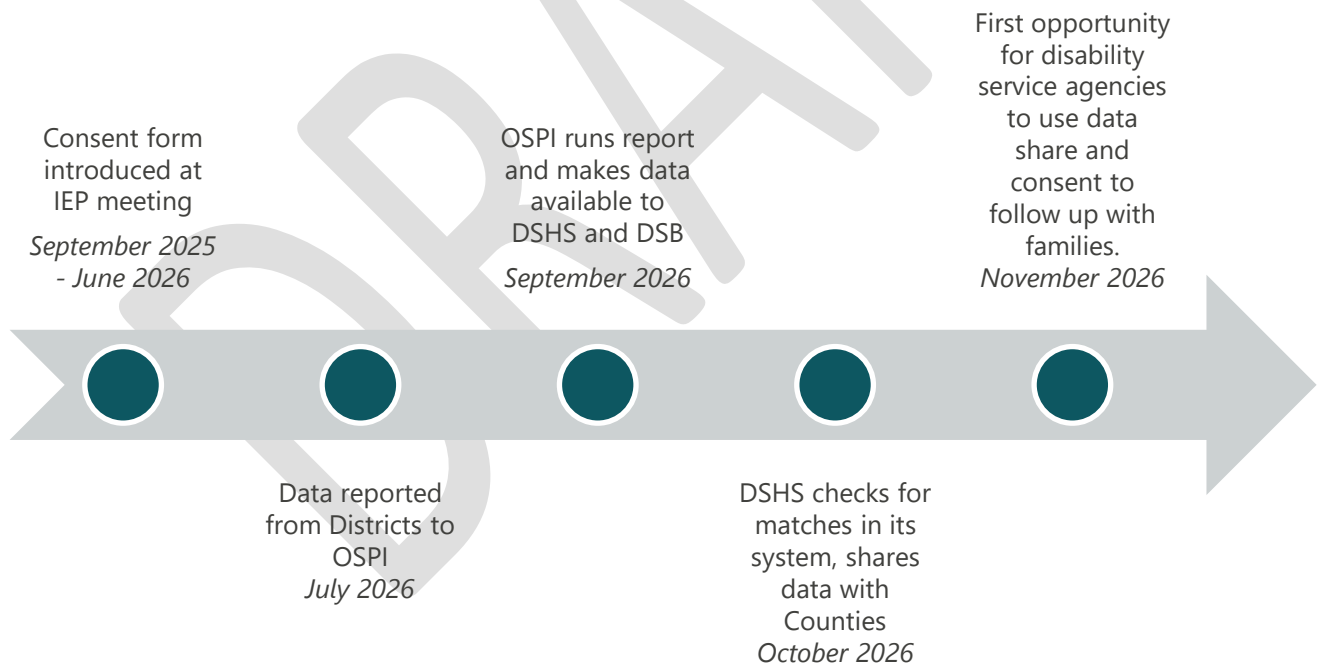 Consent form
introduced at
IEP meeting
September 2025
- June 2026
Data reported
from Districts to
OSPI
July 2026
OSPI runs report
and makes data
available to
DSHS and DSB
September 2026
DSHS checks for
matches in its
system, shares
data with
Counties
October 2026
First opportunity
for disability
service agencies
to use data
share and
consent to
follow up with
families.
November 2026